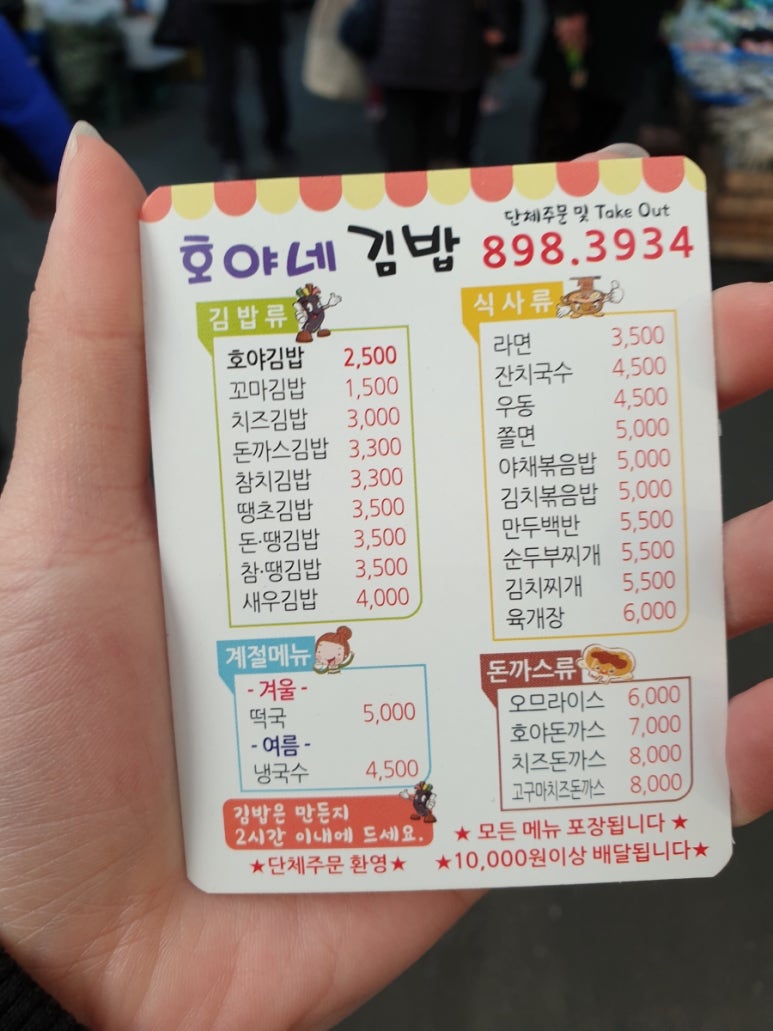 단체주문 및 Take Out
호야네 김밥 898.3934
김밥류
호야김밥 2,500
꼬마김밥 1,500
치즈김밥 3,000
돈까스김밥 3,300
참치김밥 3,300
땡초김밥 3,500
돈·땡김밥 3,500
참·땡김밥 3,500
새우김밥 4,000
식사류
라면 3,500
잔치국수 4,500
우동 4,500
쫄면 5,000
야채볶음밥 5,000
김치볶음밥 5,000
만두백반 5,500
순두부찌개 5,500
김치찌개 5,500
육개장 6,000
계절메뉴
- 겨울 -
떡국 5,000
- 여름 -
냉국수 4,500
돈까스류
오므라이스 6,000
호야돈까스 7,000
치즈돈까스 8,000
고구마치즈돈까스 8,000
김밥은 만든지
2시간 이내에 드세요.
★단체주문 환영★
★ 모든 메뉴 포장됩니다 ★
★10,000원이상 배달됩니다★